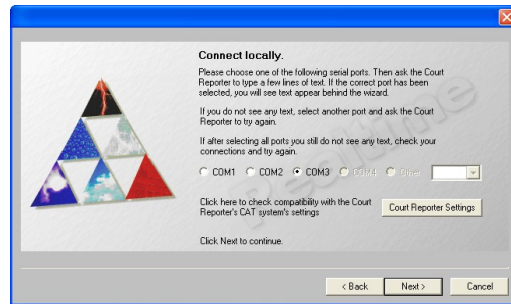 Connect locally.
Please choose one of the following serial ports. Then ask the Court
Reporter to type a few lines of text. If the correct port has been
selected, you will see text appear behind the wizard.
If you do not see any text, select another port and ask the Court
Reporter to try again.
If after selecting all ports you still do not see any text, check your
connections and try again.
COM1 COM2 COM3 COM4 Other
Click here to check compatibility with the Court
Reporter's CAT system's settings
Court Reporter Settings
Click Next to continue.
Realtime
< Back Next > Cancel